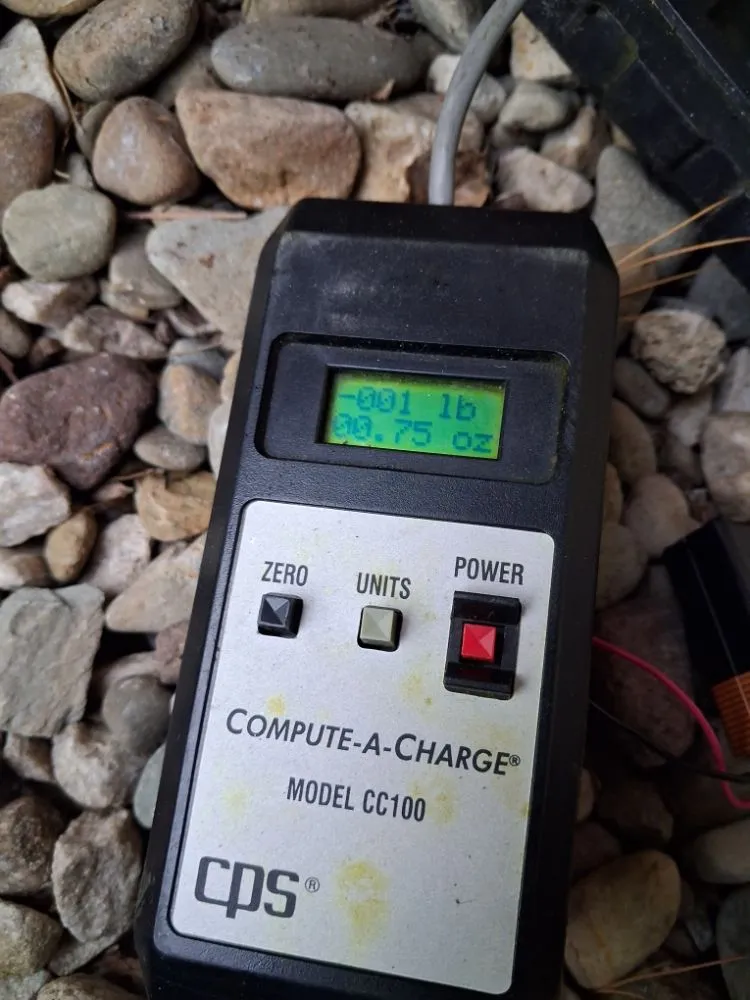 -001 lb
00.75 oz
ZERO UNITS POWER
COMPUTE-A-CHARGE®
MODEL CC100
cps®